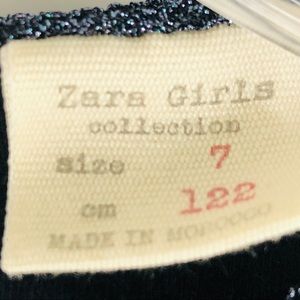 Zara Girls
collection
size 7
cm 122
MADE IN MOROCCO